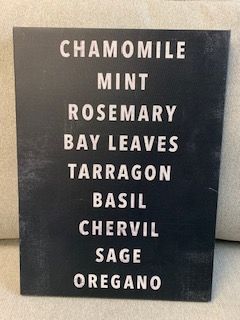 CHAMOMILE
MINT
ROSEMARY
BAY LEAVES
TARRAGON
BASIL
CHERVIL
SAGE
OREGANO